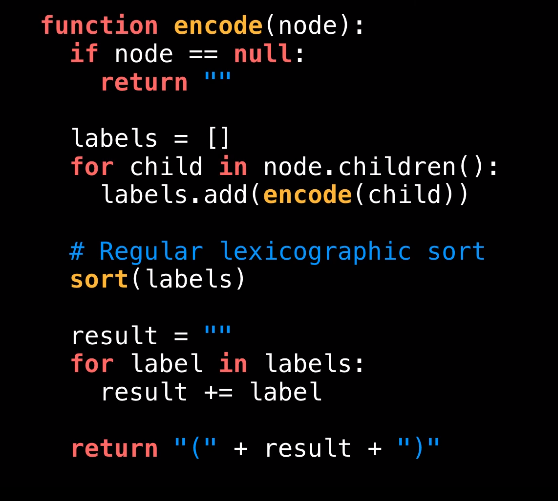 function encode(node):
  if node == null:
    return ""

  labels = []
  for child in node.children():
    labels.add(encode(child))

  # Regular lexicographic sort
  sort(labels)

  result = ""
  for label in labels:
    result += label

  return "(" + result + ")"